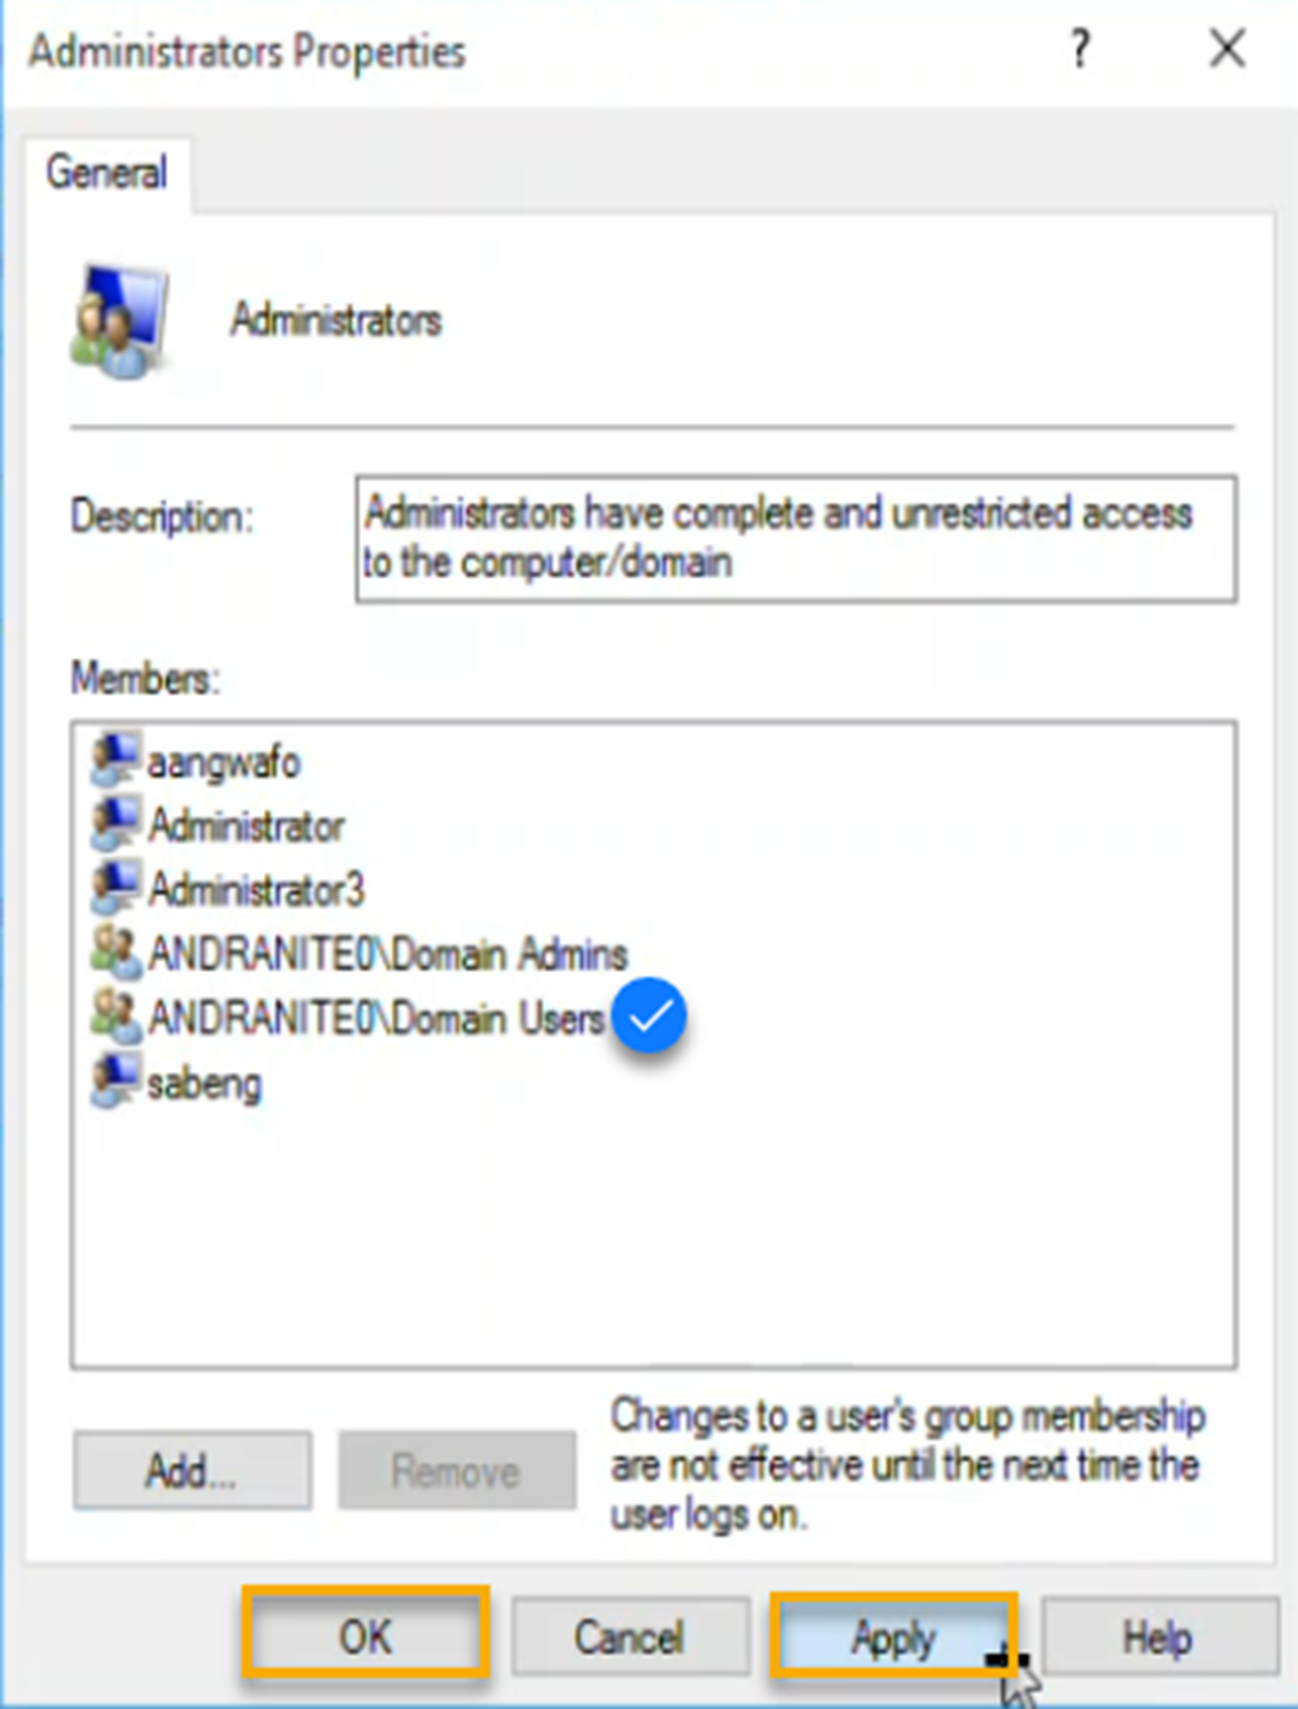 Administrators Properties
?
General
Administrators
Description:
Administrators have complete and unrestricted access
to the computer/domain
Members:
aangwafo
Administrator
Administrator3
ANDRANITE0\Domain Admins
ANDRANITE0\Domain Users
sabeng
Add...
Remove
Changes to a user's group membership
are not effective until the next time the
user logs on.
OK
Cancel
Apply
Help